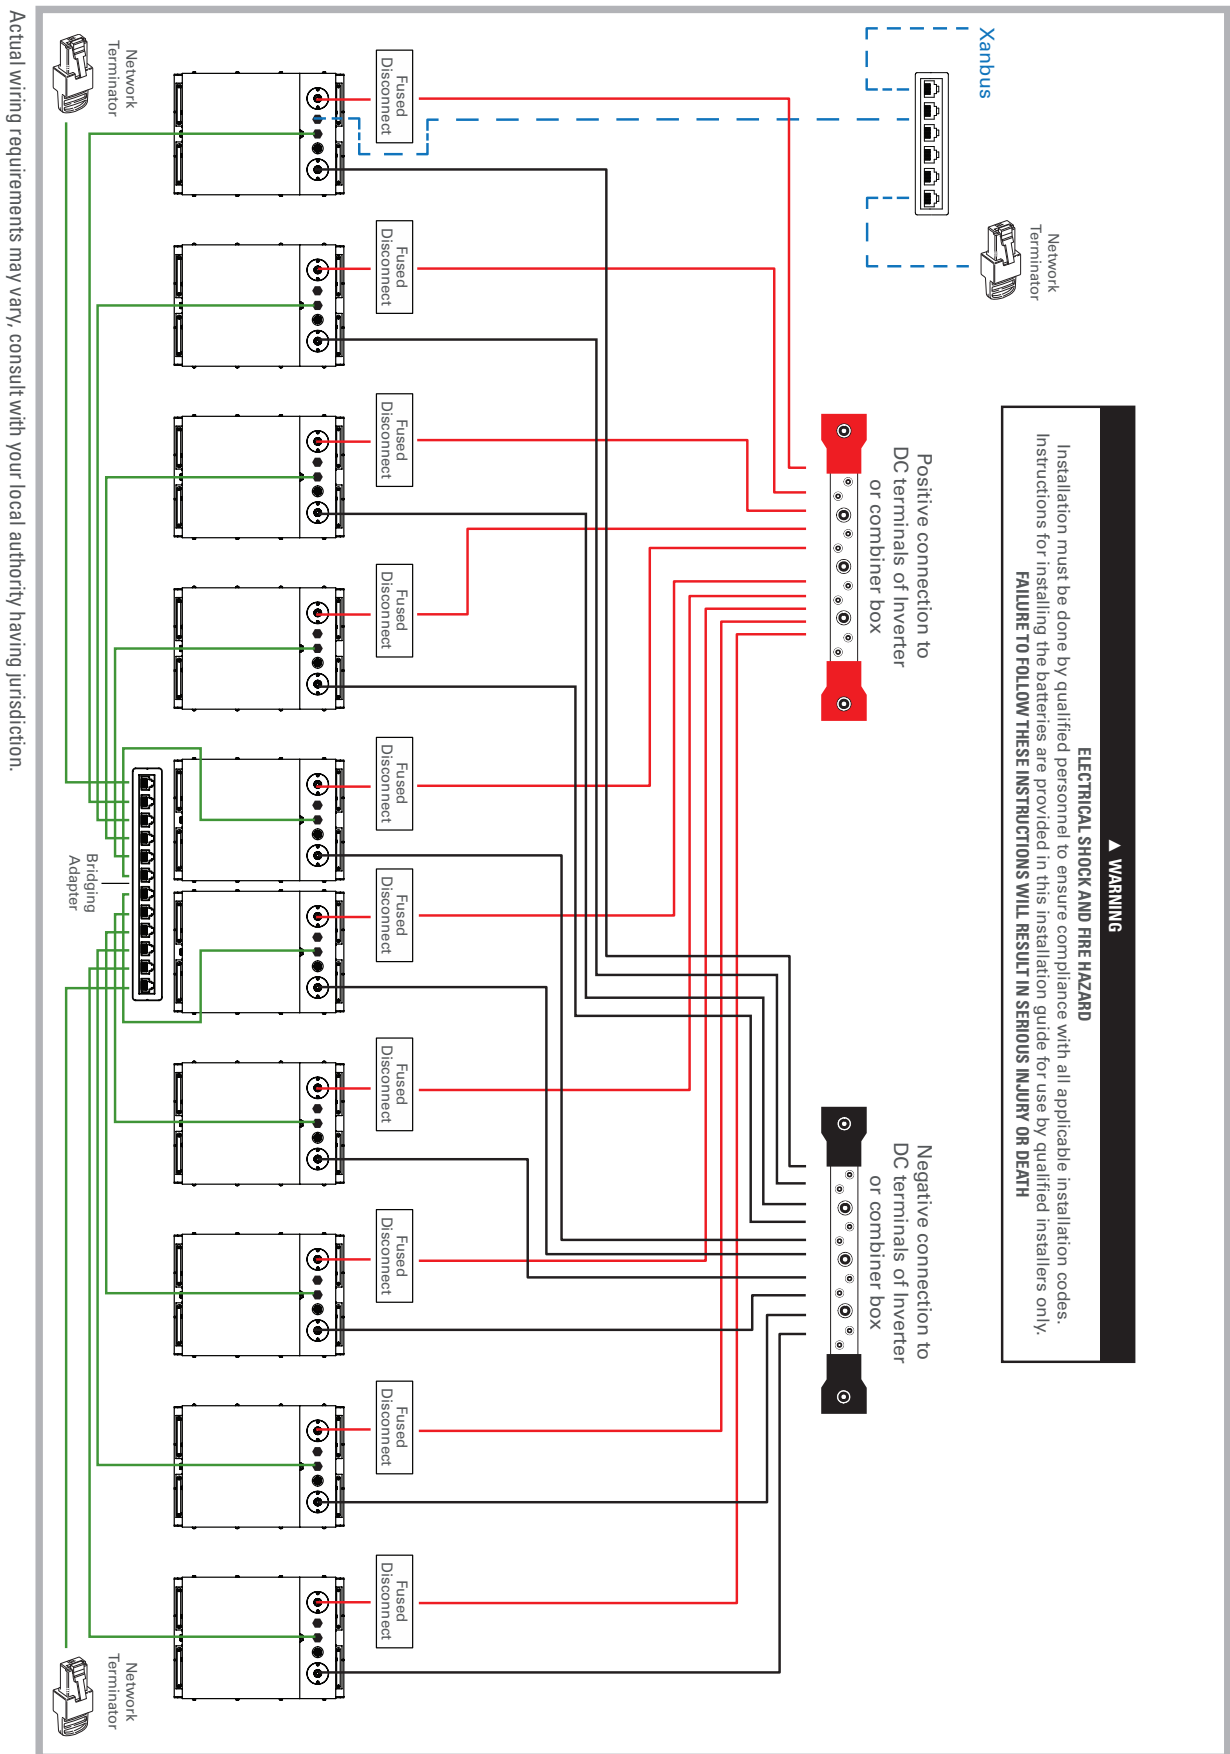 ▲ WARNING
ELECTRICAL SHOCK AND FIRE HAZARD
Installation must be done by qualified personnel to ensure compliance with all applicable installation codes.
Instructions for installing the batteries are provided in this installation guide for use by qualified installers only.
FAILURE TO FOLLOW THESE INSTRUCTIONS WILL RESULT IN SERIOUS INJURY OR DEATH
Xanbus
Network
Terminator
Positive connection to
DC terminals of Inverter
or combiner box
Negative connection to
DC terminals of Inverter
or combiner box
Fused
Disconnect
Fused
Disconnect
Fused
Disconnect
Fused
Disconnect
Fused
Disconnect
Fused
Disconnect
Fused
Disconnect
Fused
Disconnect
Fused
Disconnect
Fused
Disconnect
Network
Terminator
Bridging
Adapter
Network
Terminator
Actual wiring requirements may vary, consult with your local authority having jurisdiction.